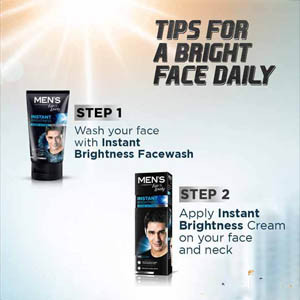 TIPS FOR
A BRIGHT
FACE DAILY
STEP 1
Wash your face
with Instant
Brightness Facewash
MEN'S
INSTANT
STEP 2
Apply Instant
Brightness Cream
on your face
and neck
MEN'S
INSTANT